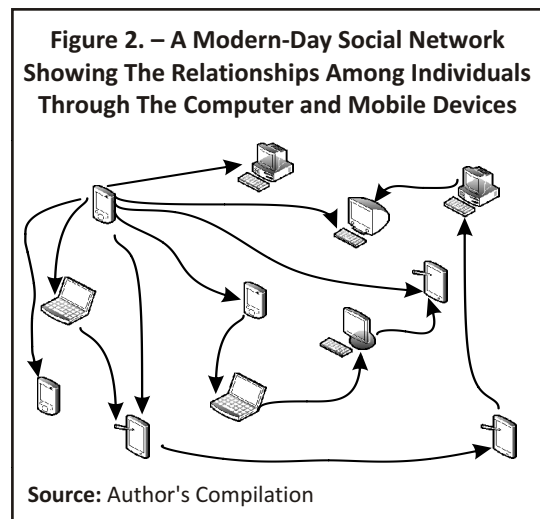 Figure 2. – A Modern-Day Social Network
Showing The Relationships Among Individuals
Through The Computer and Mobile Devices
Source: Author's Compilation